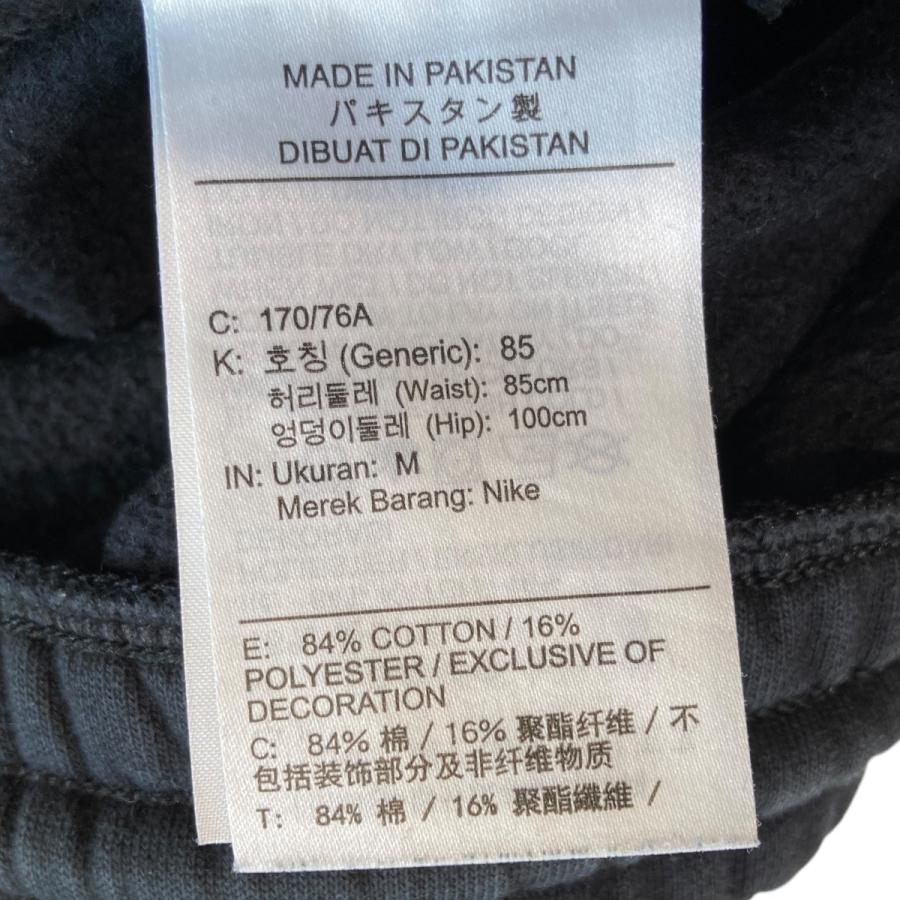 MADE IN PAKISTAN
パキスタン製
DIBUAT DI PAKISTAN
C: 170/76A
K: 호칭 (Generic): 85
허리둘레 (Waist): 85cm
엉덩이둘레 (Hip): 100cm
IN: Ukuran: M
Merek Barang: Nike
E: 84% COTTON / 16%
POLYESTER / EXCLUSIVE OF
DECORATION
C: 84% 棉 / 16% 聚酯纤维 / 不
包括装饰部分及非纤维物质
T: 84% 棉 / 16% 聚酯纖維 /